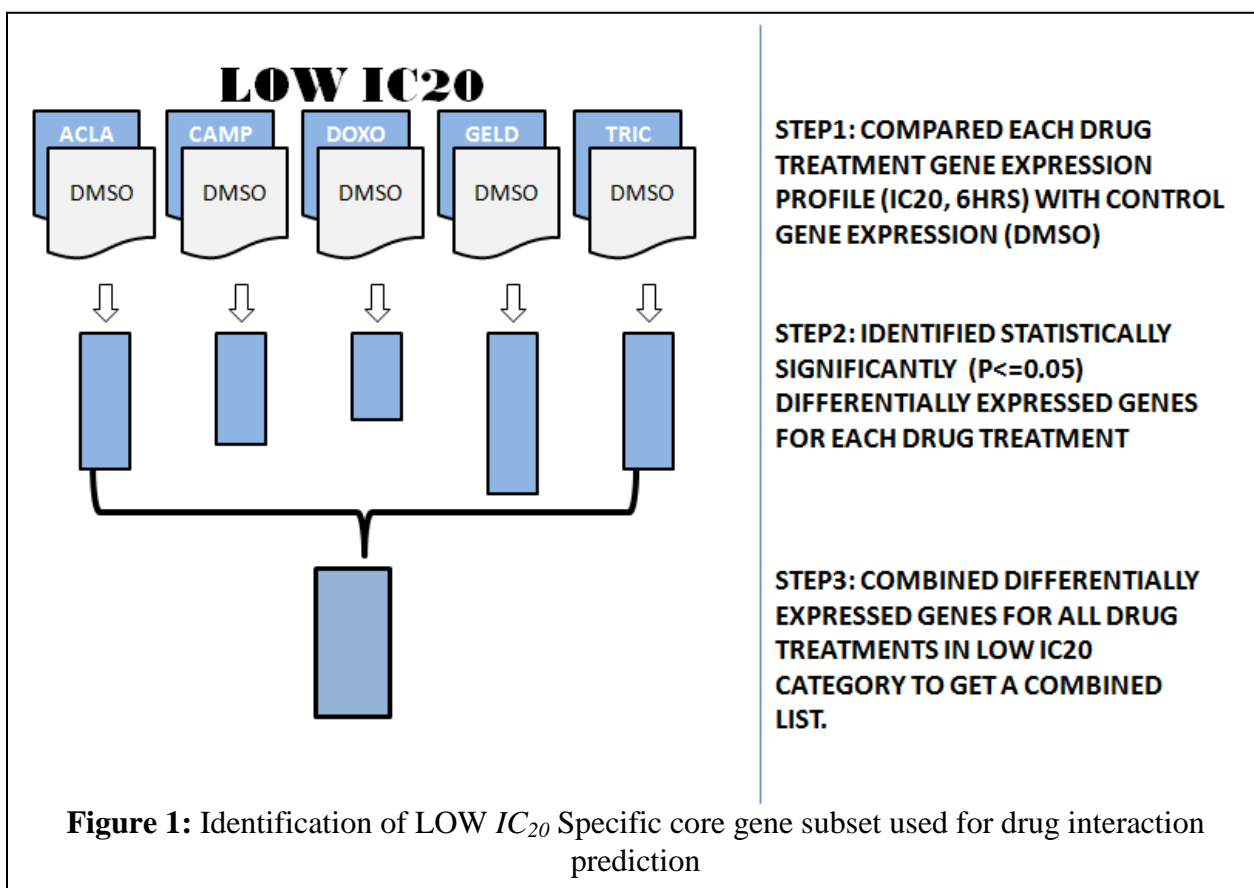 LOW IC20
ACLA CAMP DOXO GELD TRIC
DMSO DMSO DMSO DMSO DMSO
STEP1: COMPARED EACH DRUG
TREATMENT GENE EXPRESSION
PROFILE (IC20, 6HRS) WITH CONTROL
GENE EXPRESSION (DMSO)
STEP2: IDENTIFIED STATISTICALLY
SIGNIFICANTLY (P<=0.05)
DIFFERENTIALLY EXPRESSED GENES
FOR EACH DRUG TREATMENT
STEP3: COMBINED DIFFERENTIALLY
EXPRESSED GENES FOR ALL DRUG
TREATMENTS IN LOW IC20
CATEGORY TO GET A COMBINED
LIST.
Figure 1: Identification of LOW IC20 Specific core gene subset used for drug interaction
prediction